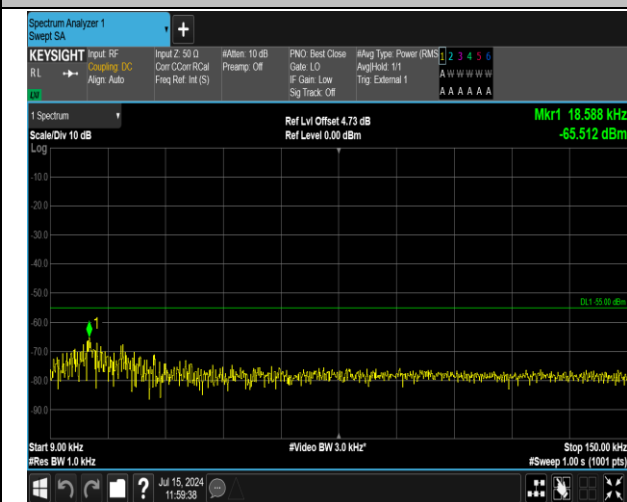 Spectrum Analyzer 1
Swept SA
+
KEYSIGHT Input: RF Input Z: 50 Ω #Atten: 10 dB PNO: Best Close #Avg Type: Power (RMS 1 2 3 4 5 6
RL Coupling: DC Corr CCorr RCal Preamp: Off Gate: LO Avg|Hold: 1/1 A W W W W W
Align: Auto Freq Ref: Int (S) IF Gain: Low Trig: External 1
Sig Track: Off A A A A A A
1 Spectrum Ref Lvl Offset 4.73 dB Mkr1 18.588 kHz
Scale/Div 10 dB Ref Level 0.00 dBm -65.512 dBm
Log
-10.0
-20.0
-30.0
-40.0
-50.0
DL1 -55.00 dBm
-60.0
1
-70.0
-80.0
-90.0
Start 9.00 kHz #Video BW 3.0 kHz* Stop 150.00 kHz
#Res BW 1.0 kHz #Sweep 1.00 s (1001 pts)
? Jul 15, 2024
11:59:38